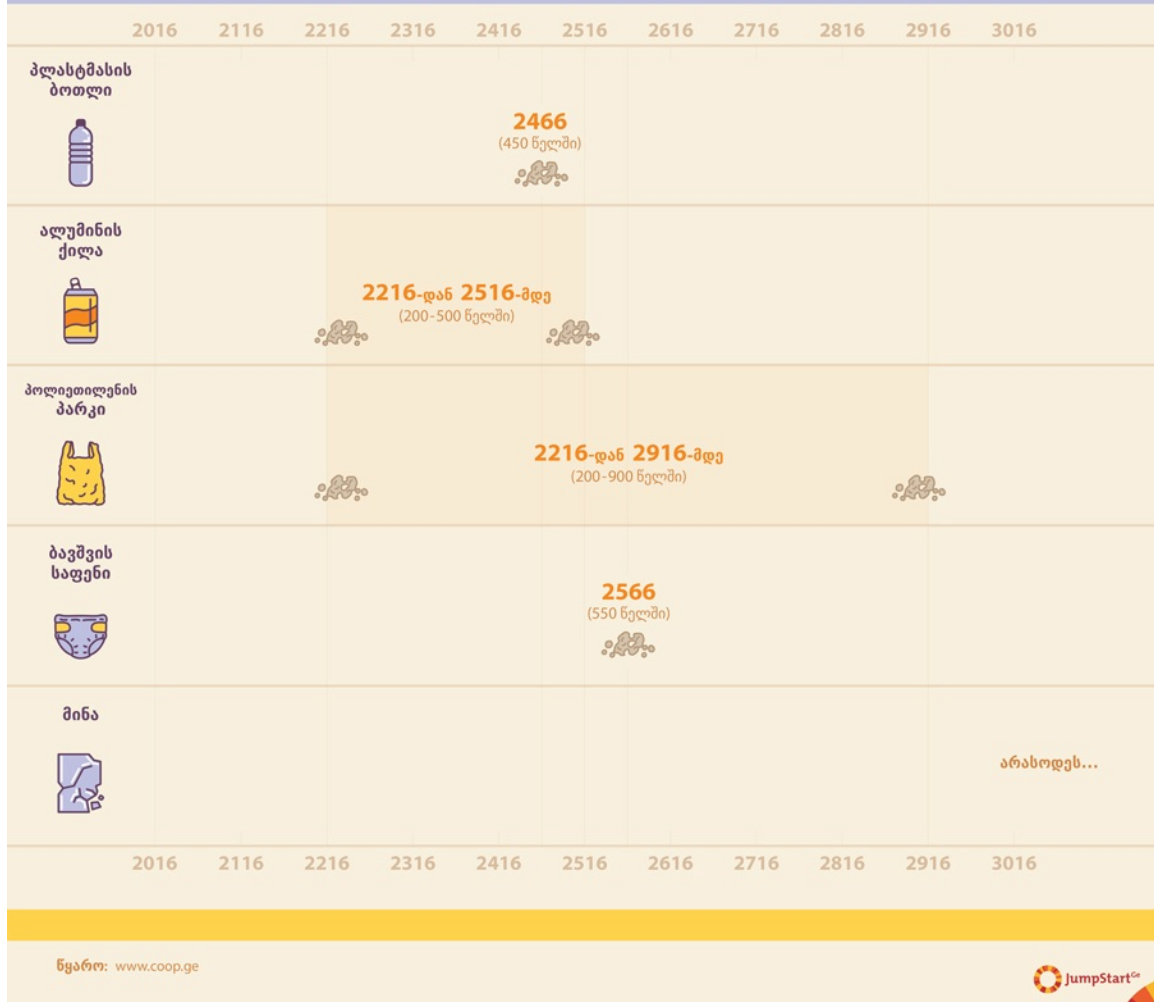 2016 2116 2216 2316 2416 2516 2616 2716 2816 2916 3016
პლასტმასის
ბოთლი
2466
(450 წელში)
ალუმინის
ქილა
2216-დან 2516-მდე
(200-500 წელში)
პოლიეთილენის
პარკი
2216-დან 2916-მდე
(200-900 წელში)
ბავშვის
საფენი
2566
(550 წელში)
მინა
არასოდეს...
2016 2116 2216 2316 2416 2516 2616 2716 2816 2916 3016
წყარო: www.coop.ge
JumpStart Ge